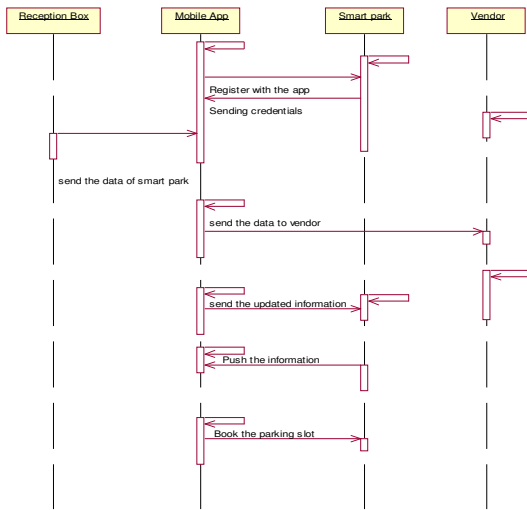 Reception Box
Mobile App
Smart park
Vendor
Register with the app
Sending credentials
send the data of smart park
send the data to vendor
send the updated information
Push the information
Book the parking slot